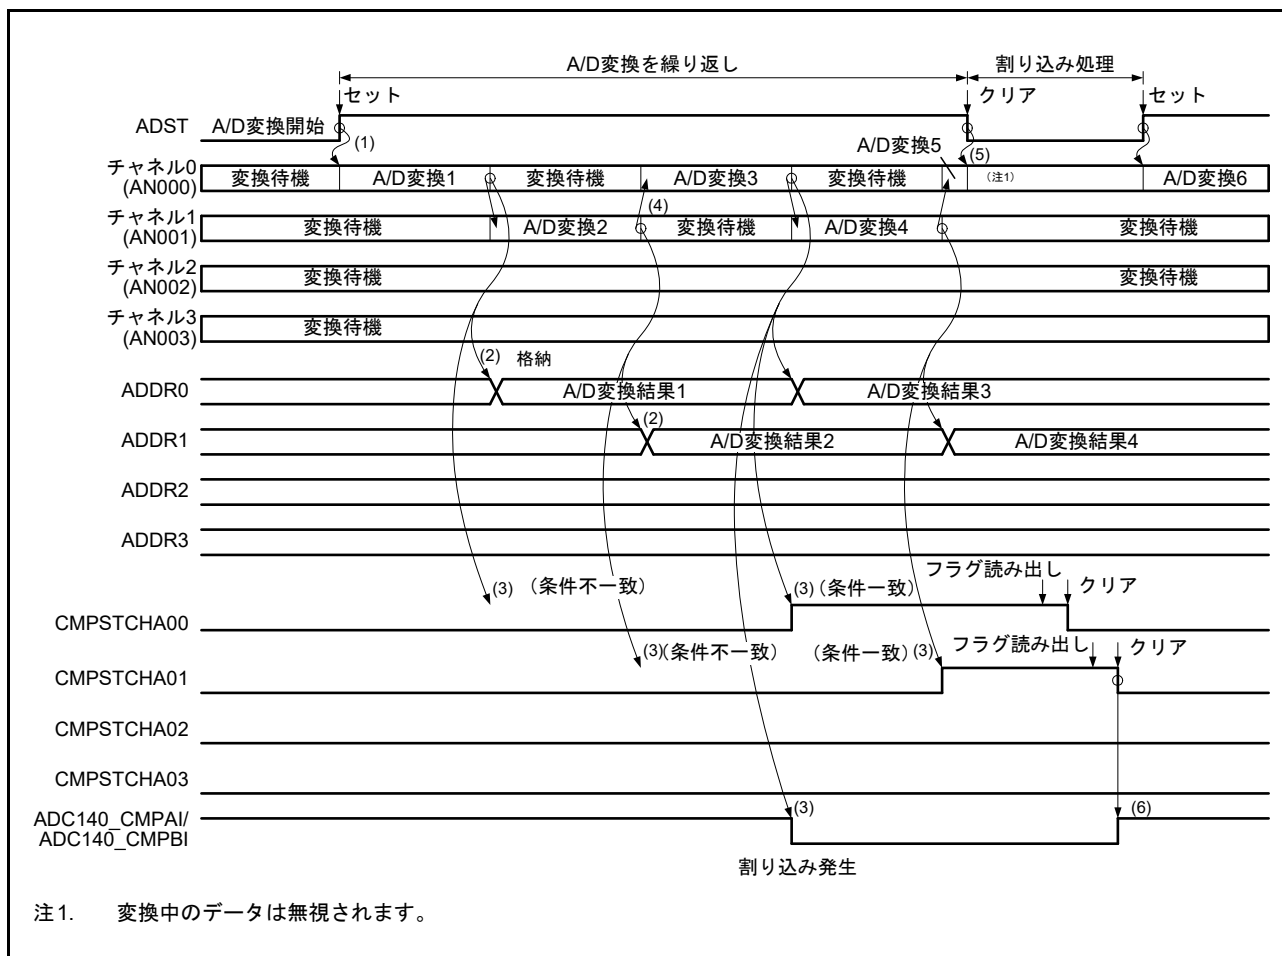 A/D変換を繰り返し 割り込み処理
セット クリア セット
ADST A/D変換開始
(1) A/D変換5 (5)
チャネル0
(AN000) 変換待機 A/D変換1 変換待機 A/D変換3 変換待機 (注1) A/D変換6
(4)
チャネル1
(AN001) 変換待機 A/D変換2 変換待機 A/D変換4 変換待機
チャネル2
(AN002) 変換待機 変換待機
チャネル3
(AN003) 変換待機
(2) 格納
ADDR0 A/D変換結果1 A/D変換結果3
(2)
ADDR1 A/D変換結果2 A/D変換結果4
ADDR2
ADDR3
フラグ読み出し クリア
(3) (条件不一致) (3) (条件一致)
CMPSTCHA00
(3)(条件不一致) (条件一致) (3) フラグ読み出し クリア
CMPSTCHA01
CMPSTCHA02
CMPSTCHA03
ADC140_CMPAI/
ADC140_CMPBI (3) (6)
割り込み発生
注1. 変換中のデータは無視されます。